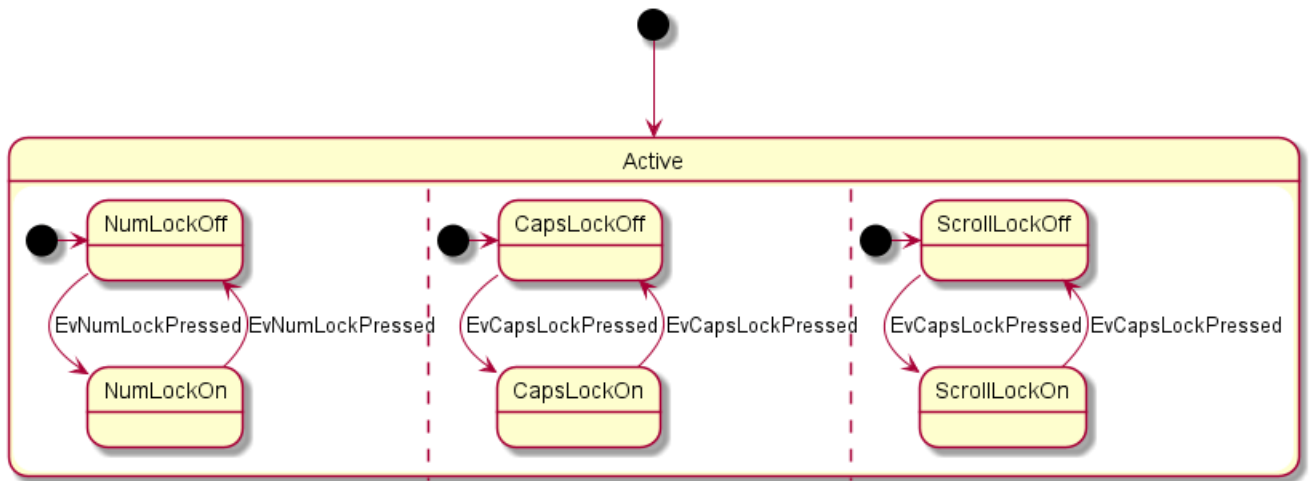 Active
NumLockOff
CapsLockOff
ScrollLockOff
EvNumLockPressed EvNumLockPressed
EvCapsLockPressed EvCapsLockPressed
EvCapsLockPressed EvCapsLockPressed
NumLockOn
CapsLockOn
ScrollLockOn